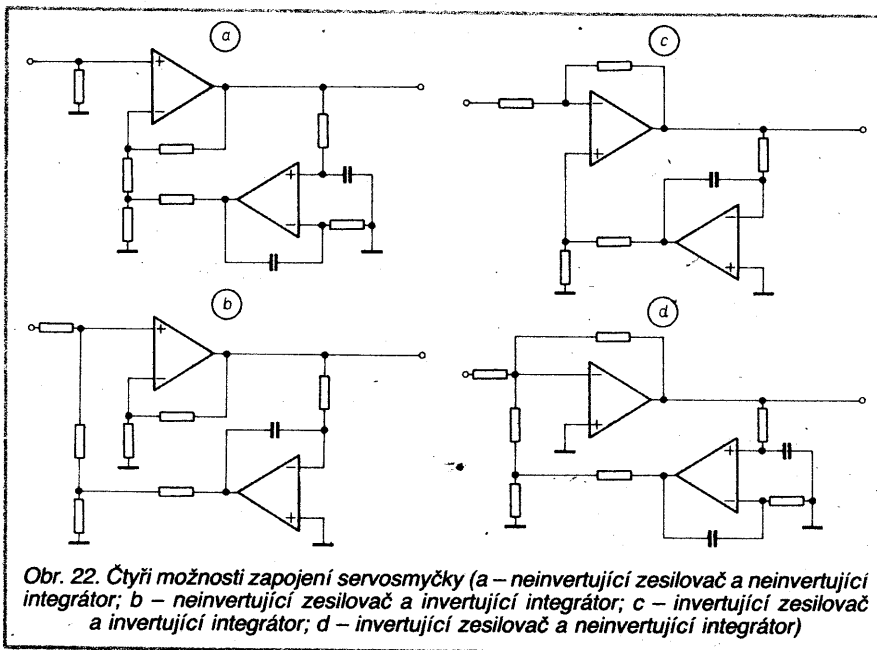 a
c
b
d
Obr. 22. Čtyři možnosti zapojení servosmyčky (a – neinvertující zesilovač a neinvertující
integrátor; b – neinvertující zesilovač a invertující integrátor; c – invertující zesilovač
a invertující integrátor; d – invertující zesilovač a neinvertující integrátor)